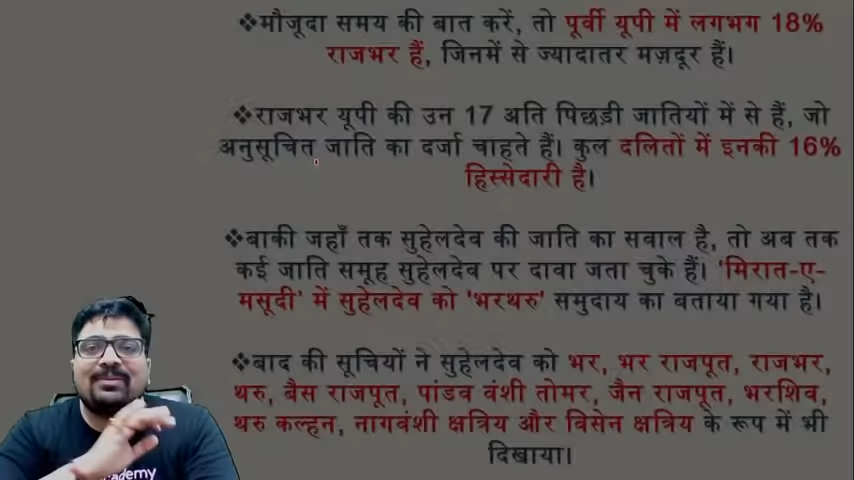 ❖मौजूदा समय की बात करें, तो पूर्वी यूपी में लगभग 18%
राजभर हैं, जिनमें से ज्यादातर मज़दूर हैं।
❖राजभर यूपी की उन 17 अति पिछड़ी जातियों में से हैं, जो
अनुसूचित जाति का दर्जा चाहते हैं। कुल दलितों में इनकी 16%
हिस्सेदारी है।
❖बाकी जहाँ तक सुहेलदेव की जाति का सवाल है, तो अब तक
कई जाति समूह सुहेलदेव पर दावा जता चुके हैं। 'मिरात-ए-
मसूदी' में सुहेलदेव को 'भरथरु' समुदाय का बताया गया है।
❖बाद की सूचियों ने सुहेलदेव को भर, भर राजपूत, राजभर,
थरु, बैस राजपूत, पांडव वंशी तोमर, जैन राजपूत, भरशिव,
थरु कल्हन, नागवंशी क्षत्रिय और विसेन क्षत्रिय के रूप में भी
दिखाया।